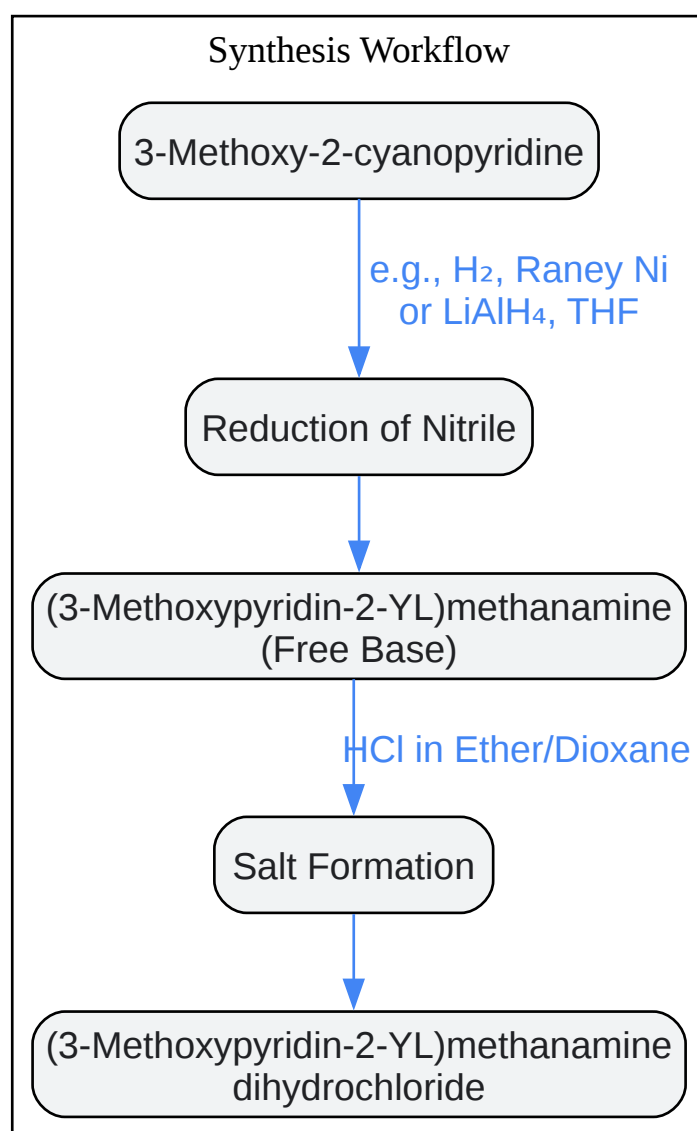 Synthesis Workflow
3-Methoxy-2-cyanopyridine
e.g., H₂, Raney Ni
or LiAlH₄, THF
Reduction of Nitrile
(3-Methoxypyridin-2-YL)methanamine
(Free Base)
HCl in Ether/Dioxane
Salt Formation
(3-Methoxypyridin-2-YL)methanamine
dihydrochloride